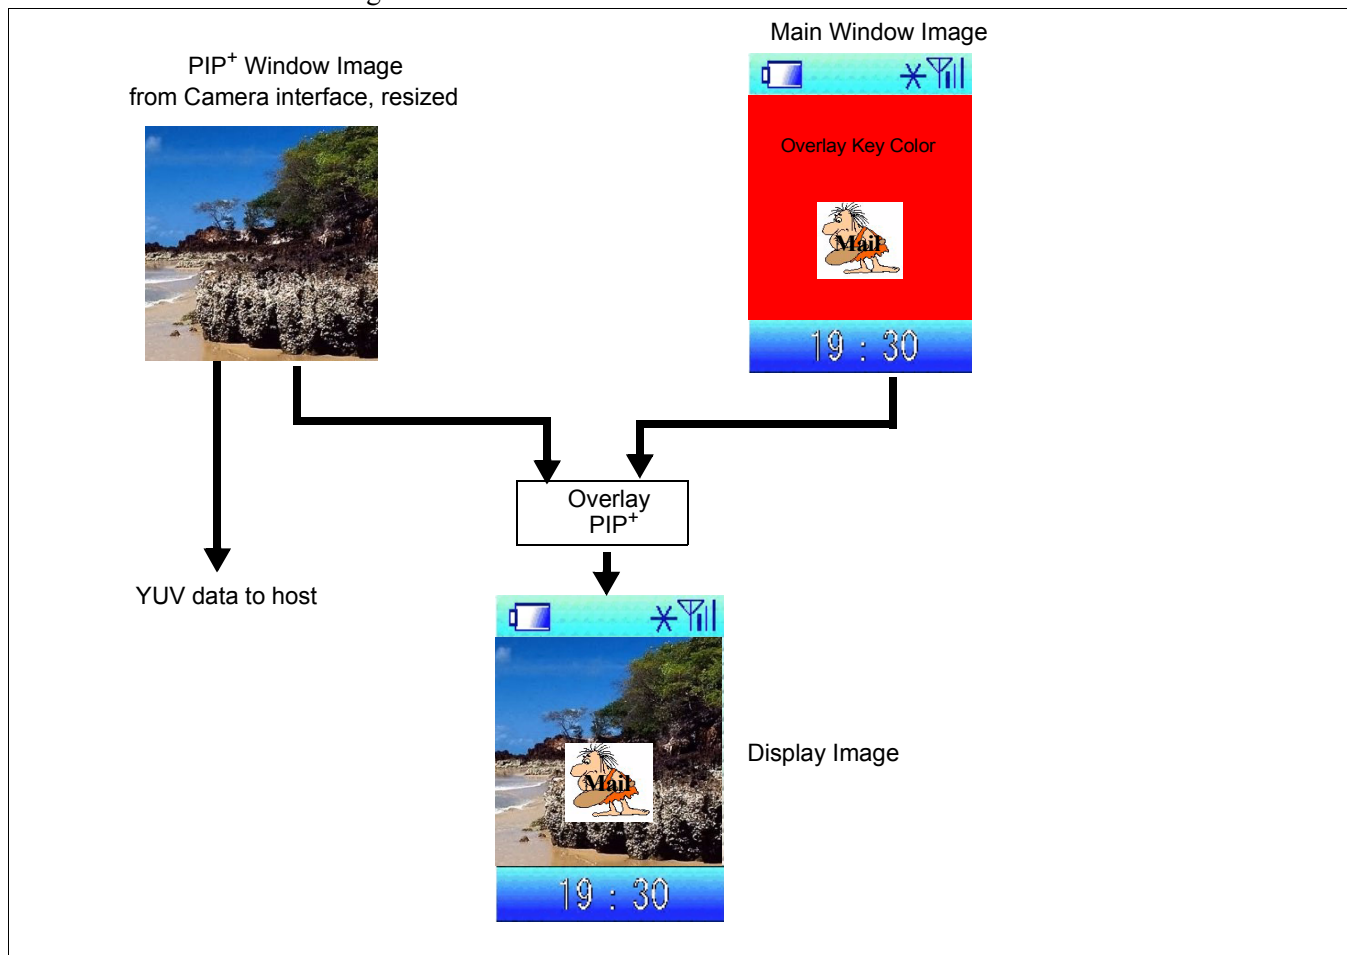 Main Window Image
PIP+ Window Image
from Camera interface, resized
Overlay Key Color
Mail
19 : 30
Overlay
PIP+
YUV data to host
Mail
Display Image
19 : 30